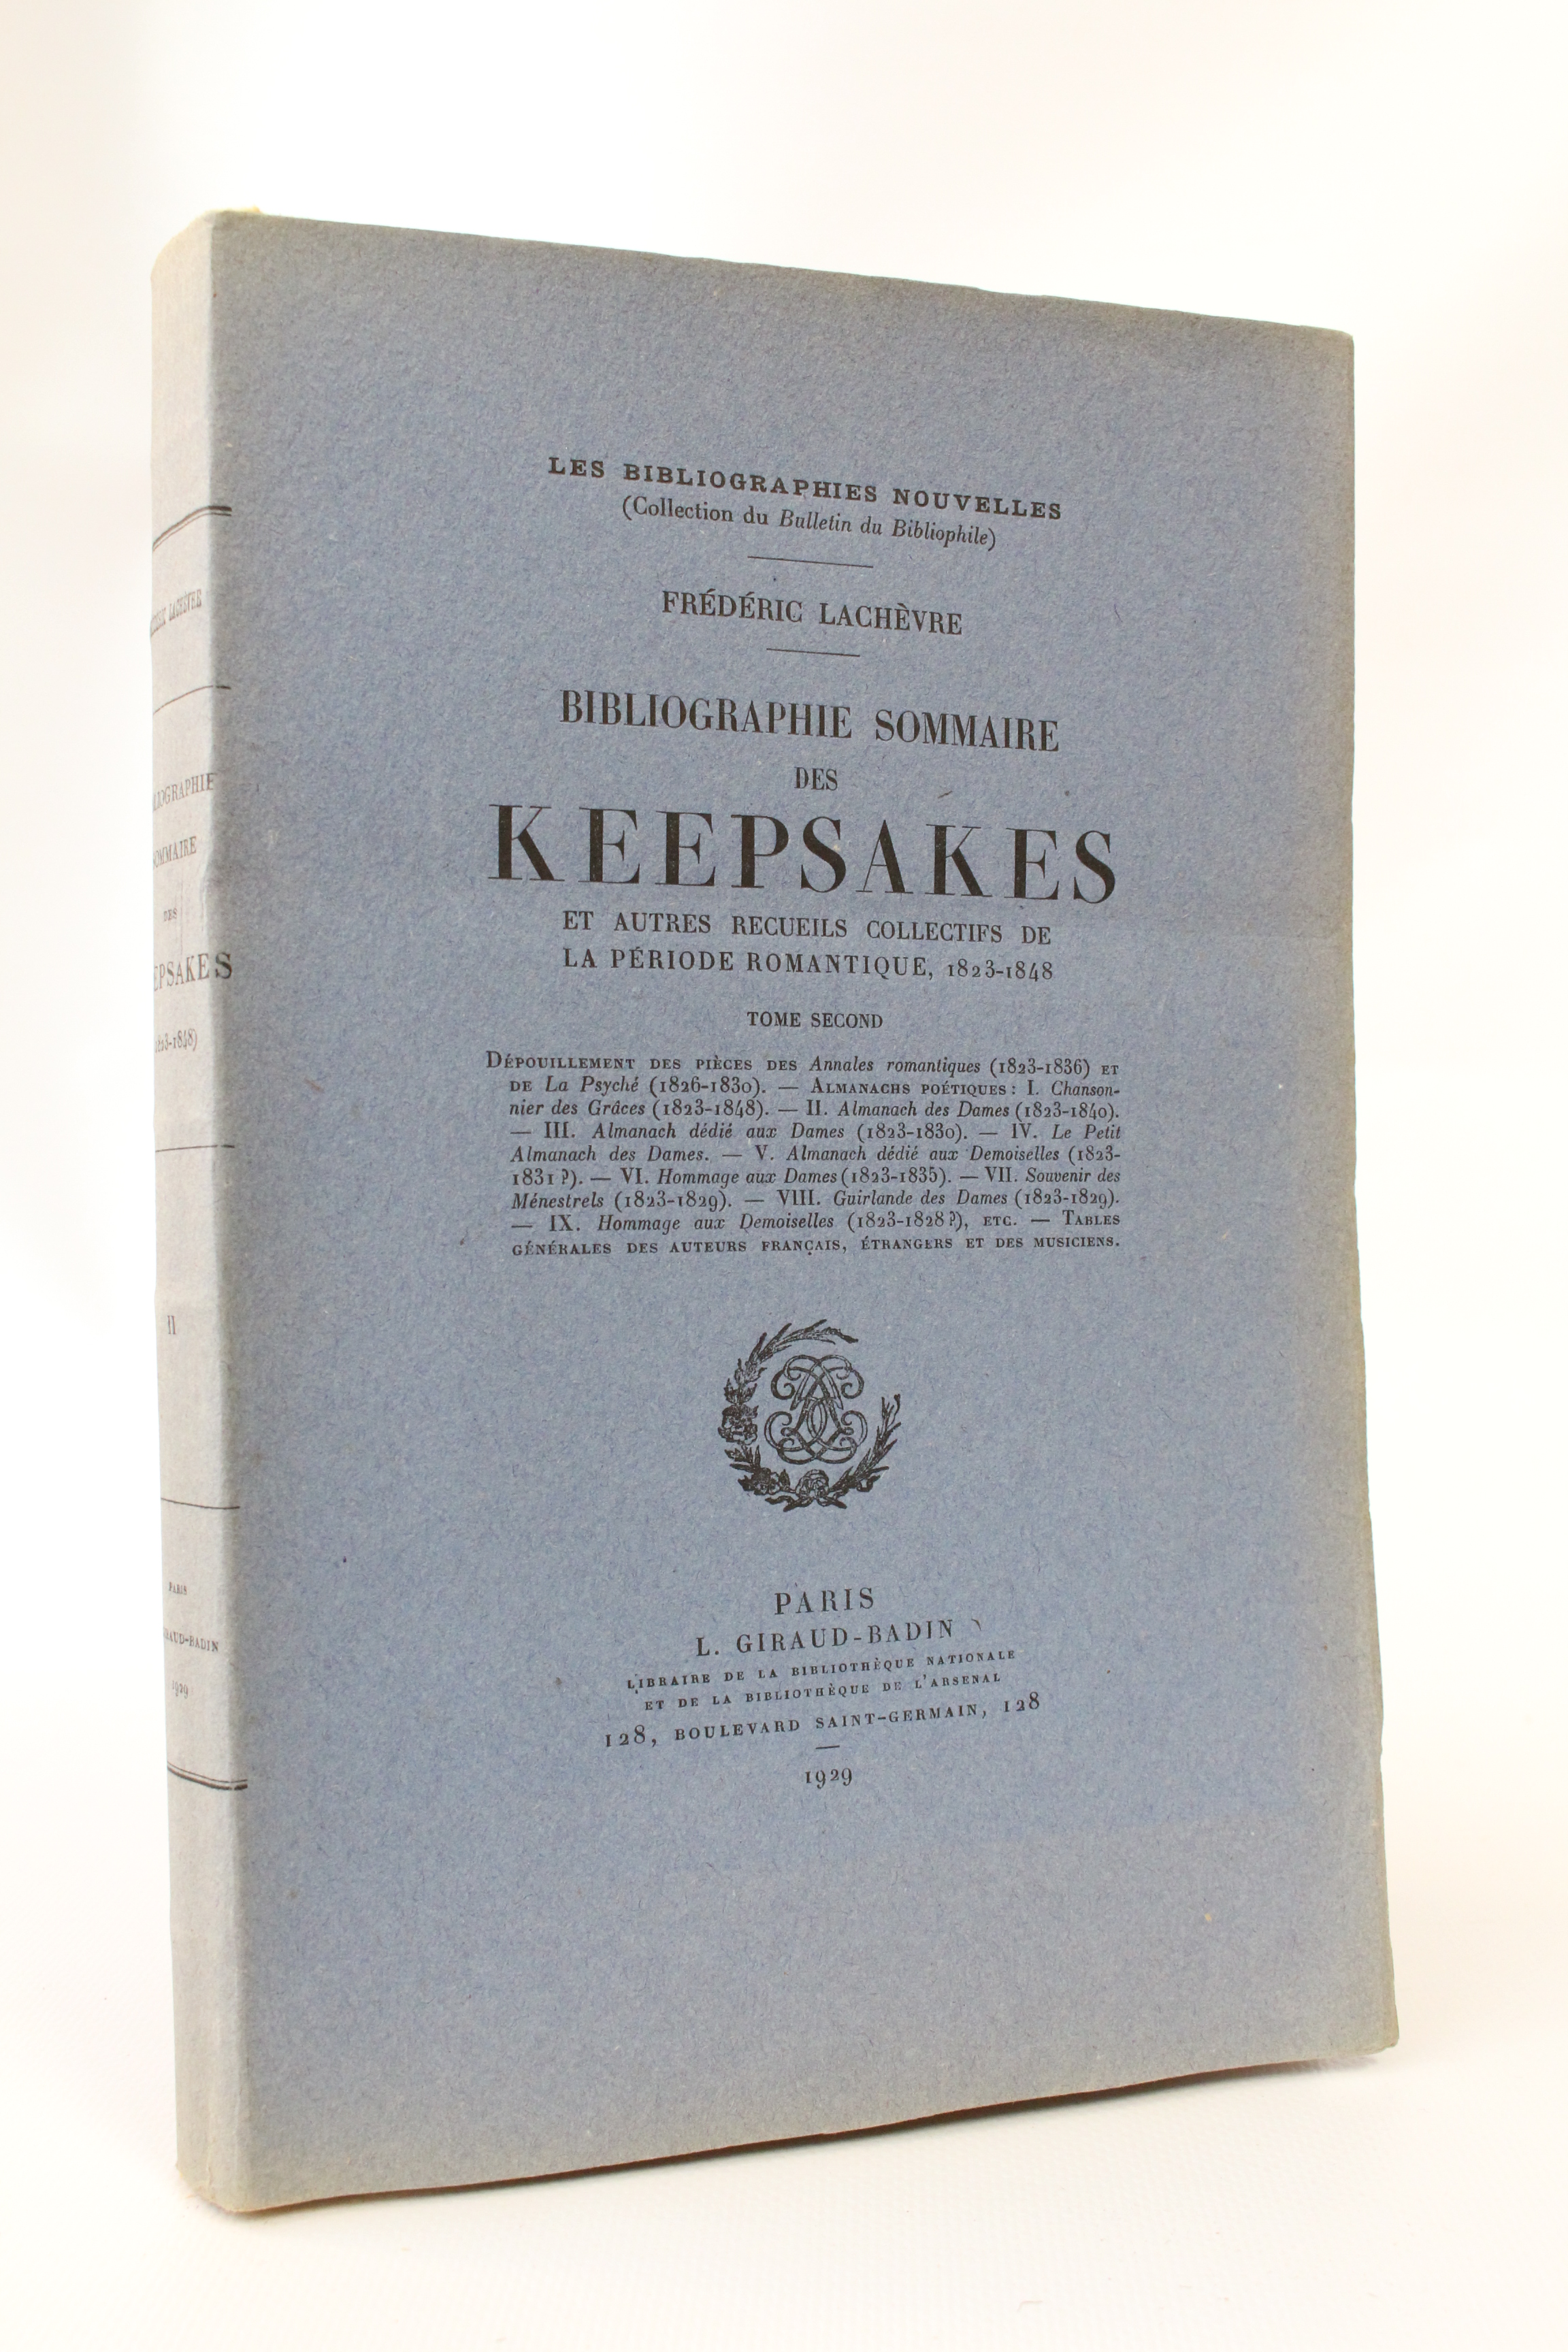 LES BIBLIOGRAPHIES NOUVELLES
(Collection du Bulletin du Bibliophile)
FRÉDÉRIC LACHÈVRE
BIBLIOGRAPHIE SOMMAIRE
DES
KEEPSAKES
ET AUTRES RECUEILS COLLECTIFS DE
LA PÉRIODE ROMANTIQUE, 1823-1848
TOME SECOND
DÉPOUILLEMENT DES PIÈCES DES Annales romantiques (1823-1836) ET
DE La Psyché (1826-1830). — ALMANACHS POÉTIQUES : I. Chanson-
nier des Grâces (1823-1848). — II. Almanach des Dames (1823-1840).
— III. Almanach dédié aux Dames (1823-1830). — IV. Le Petit
Almanach des Dames. — V. Almanach dédié aux Demoiselles (1823-
1831 ?). — VI. Hommage aux Dames (1823-1835). — VII. Souvenir des
Ménestrels (1823-1829). — VIII. Guirlande des Dames (1823-1829).
— IX. Hommage aux Demoiselles (1823-1828 ?), ETC. — TABLES
GÉNÉRALES DES AUTEURS FRANÇAIS, ÉTRANGERS ET DES MUSICIENS.
PARIS
L. GIRAUD-BADIN
LIBRAIRE DE LA BIBLIOTHÈQUE NATIONALE
ET DE LA BIBLIOTHÈQUE DE L'ARSENAL
128, BOULEVARD SAINT-GERMAIN, 128
1929
LACHÈVRE
DES
II
PARIS
1929